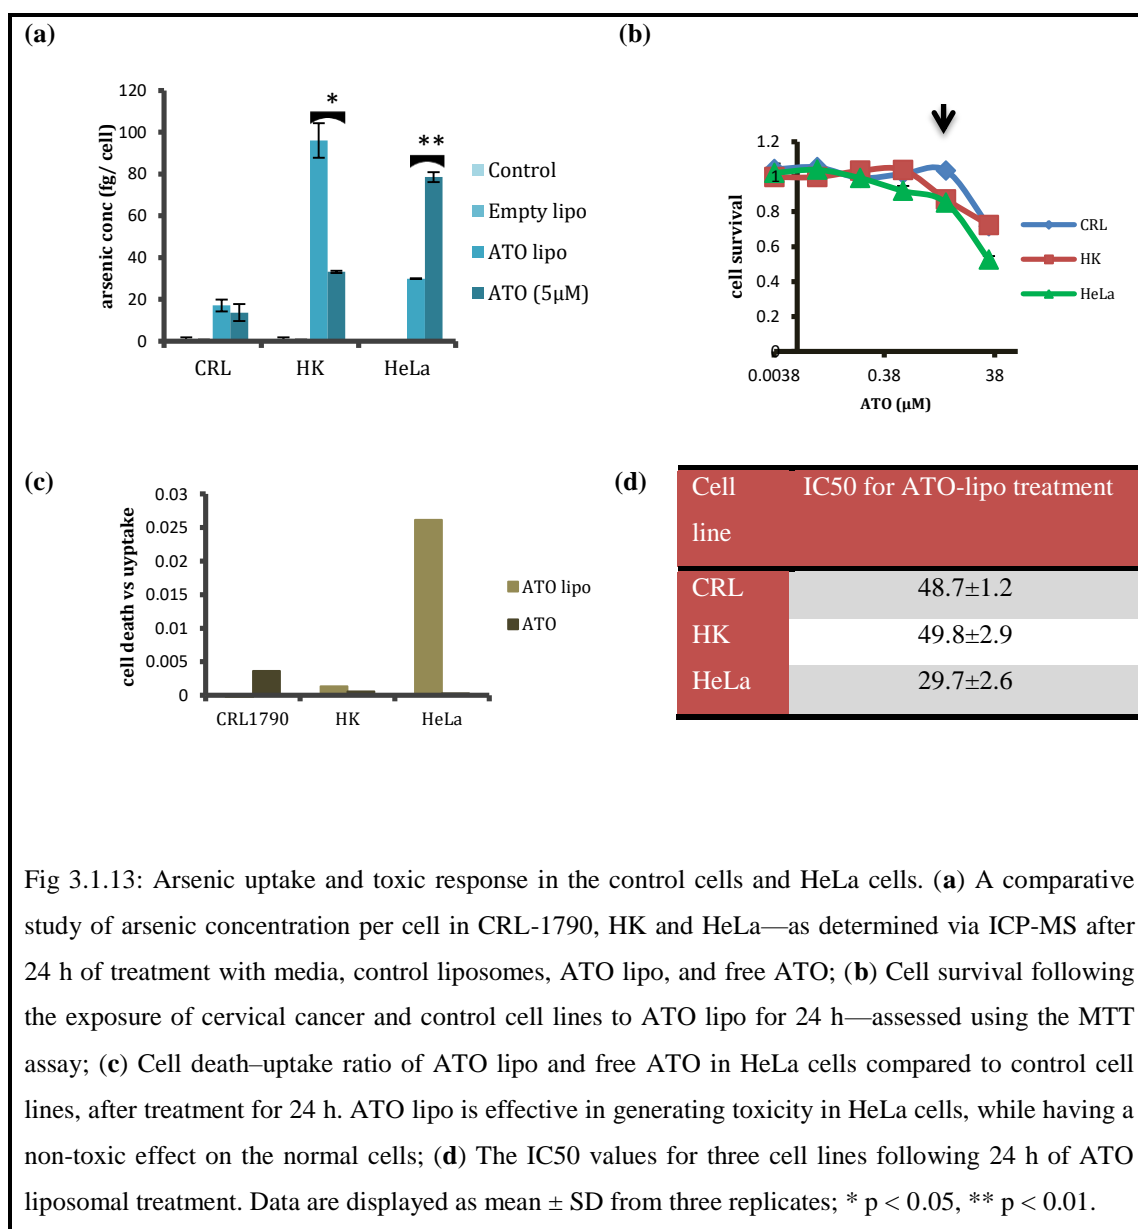 (a)
120
100
80
60
40
20
0
arsenic conc (fg/ cell)
*
**
CRL
HK
HeLa
Control
Empty lipo
ATO lipo
ATO (5µM)
(b)
1.2
1
0.8
0.6
0.4
0.2
0
cell survival
0.0038
0.38
38
ATO (µM)
CRL
HK
HeLa
(c)
0.03
0.025
0.02
0.015
0.01
0.005
0
cell death vs uyptake
CRL1790
HK
HeLa
ATO lipo
ATO
(d)
Cell line IC50 for ATO-lipo treatment
CRL 48.7±1.2
HK 49.8±2.9
HeLa 29.7±2.6
Fig 3.1.13: Arsenic uptake and toxic response in the control cells and HeLa cells. (a) A comparative
study of arsenic concentration per cell in CRL-1790, HK and HeLa—as determined via ICP-MS after
24 h of treatment with media, control liposomes, ATO lipo, and free ATO; (b) Cell survival following
the exposure of cervical cancer and control cell lines to ATO lipo for 24 h—assessed using the MTT
assay; (c) Cell death–uptake ratio of ATO lipo and free ATO in HeLa cells compared to control cell
lines, after treatment for 24 h. ATO lipo is effective in generating toxicity in HeLa cells, while having a
non-toxic effect on the normal cells; (d) The IC50 values for three cell lines following 24 h of ATO
liposomal treatment. Data are displayed as mean ± SD from three replicates; * p < 0.05, ** p < 0.01.